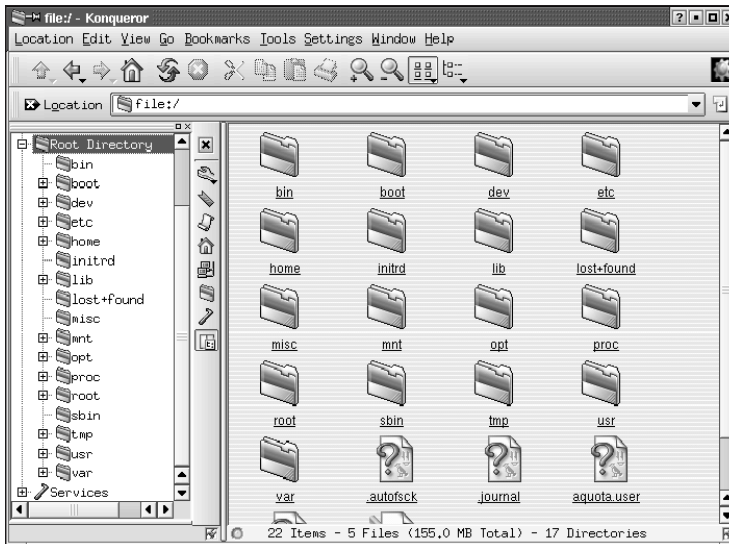 file:/ - Konqueror
Location Edit View Go Bookmarks Tools Settings Window Help
Location file:/
Root Directory
bin
boot
dev
etc
home
initrd
lib
lost+found
misc
mnt
opt
proc
root
sbin
tmp
usr
var
Services
bin boot dev etc
home initrd lib lost+found
misc mnt opt proc
root sbin tmp usr
var .autofsck .journal aquota.user
22 Items - 5 Files (155.0 MB Total) - 17 Directories